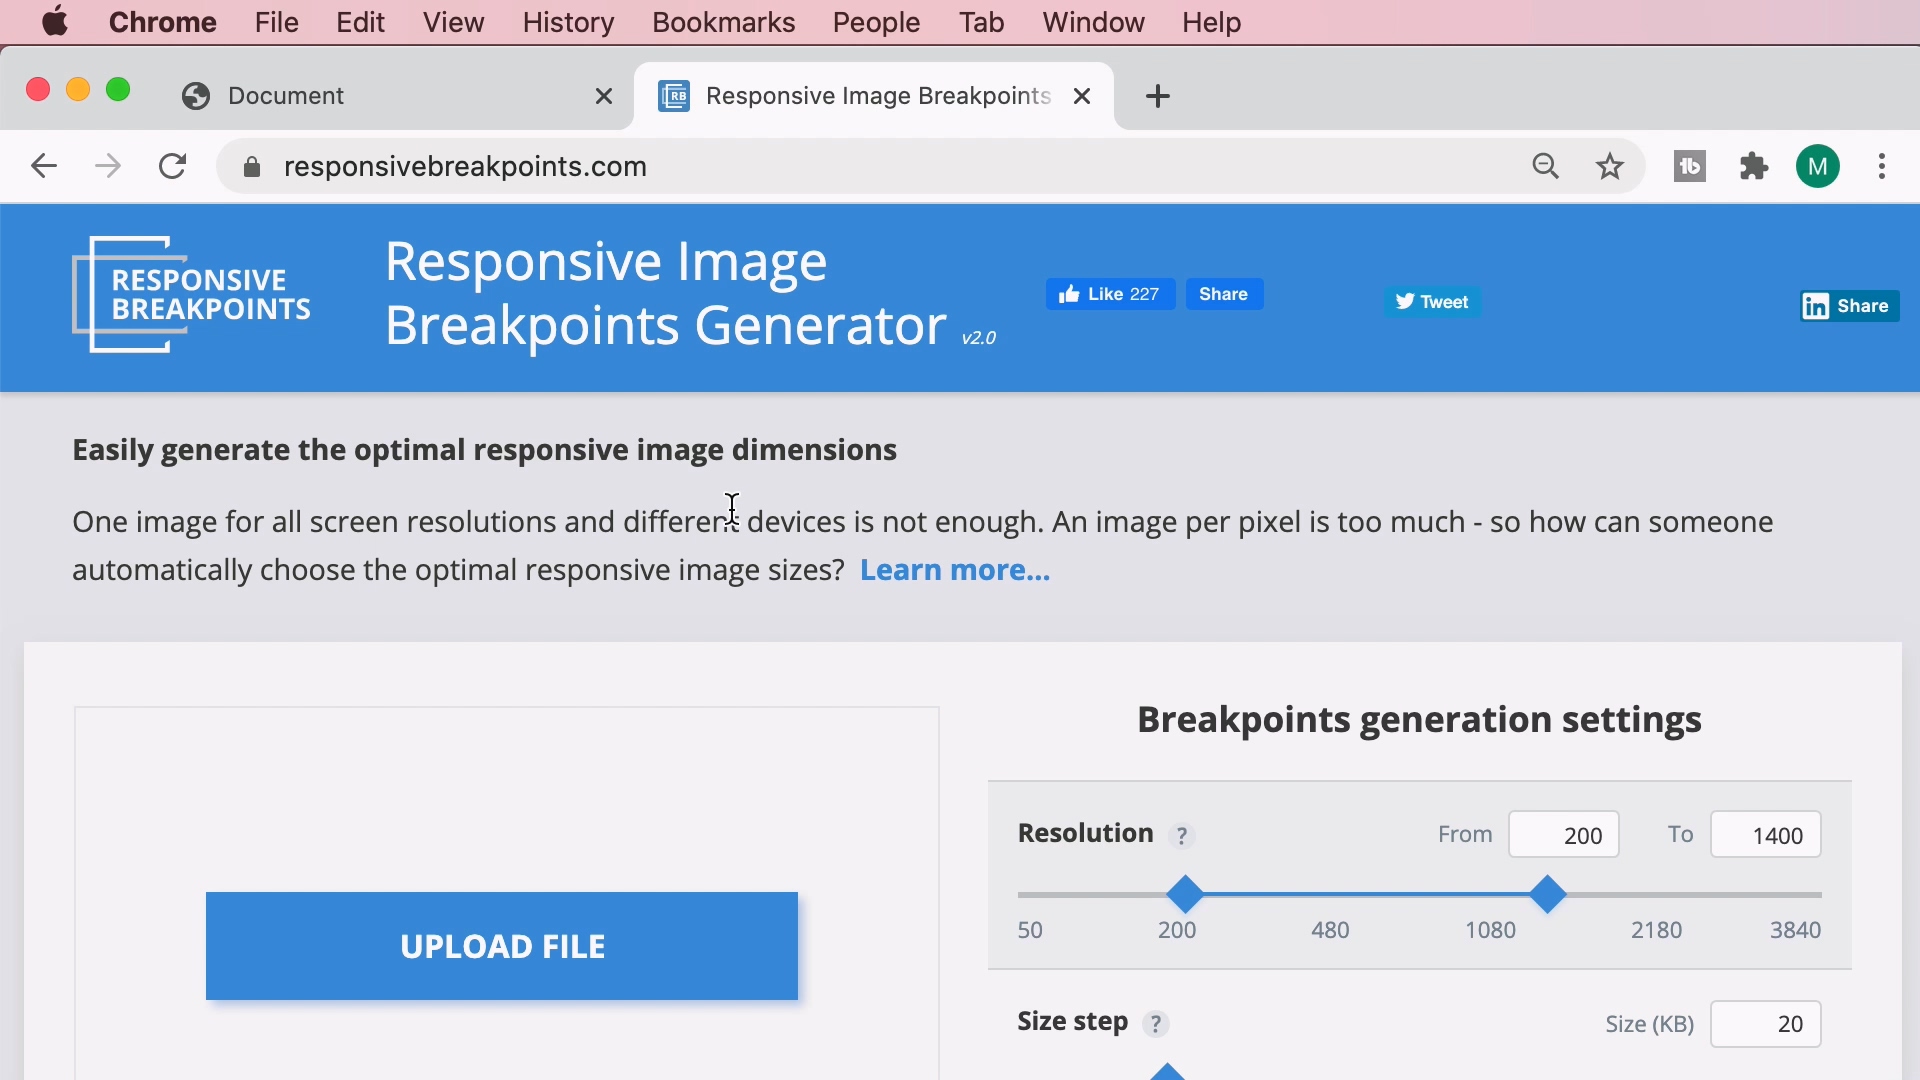 Chrome File Edit View History Bookmarks People Tab Window Help
Document
Responsive Image Breakpoints
responsivebreakpoints.com
M
RESPONSIVE
BREAKPOINTS
Responsive Image
Breakpoints Generator v2.0
Like 227
Share
Tweet
Share
Easily generate the optimal responsive image dimensions
One image for all screen resolutions and different devices is not enough. An image per pixel is too much - so how can someone
automatically choose the optimal responsive image sizes? Learn more...
UPLOAD FILE
Breakpoints generation settings
Resolution ? From 200 To 1400
50 200 480 1080 2180 3840
Size step ? Size (KB) 20